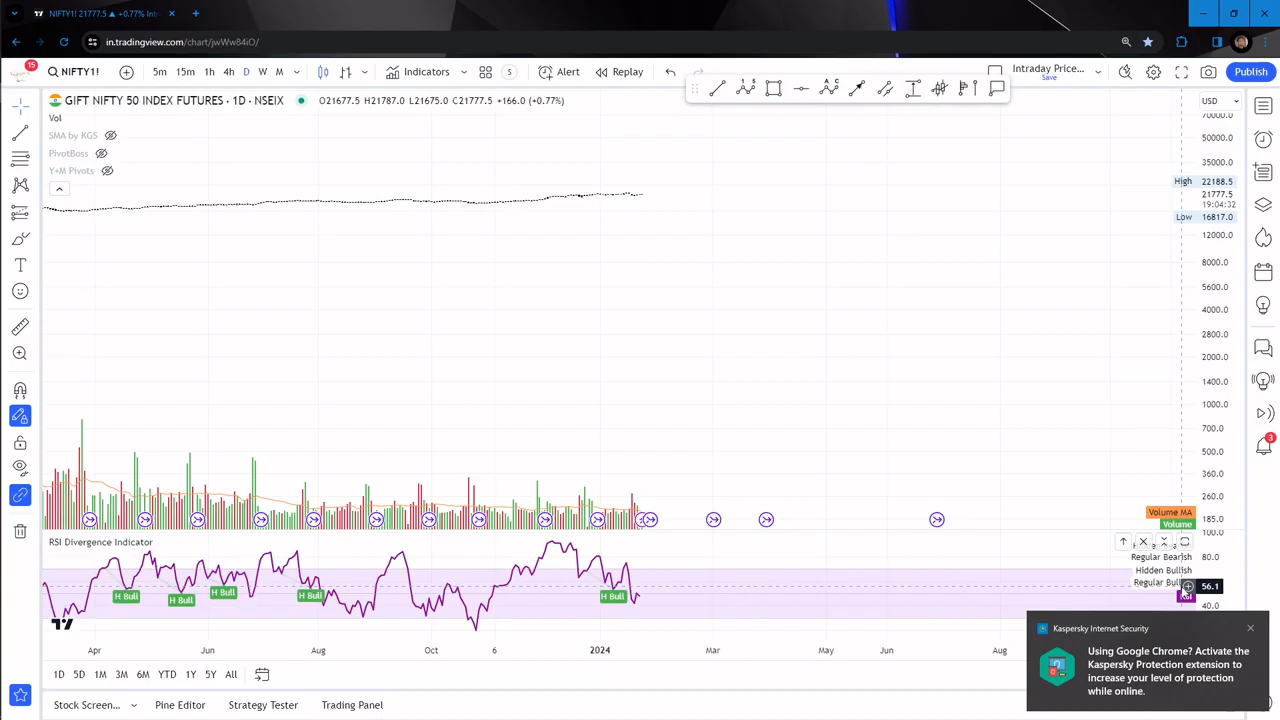 NIFTY1! 21777.5 ▲ +0.77% Int
in.tradingview.com/chart/jwWw84iO/
15
NIFTY1!
5m 15m 1h 4h D W M
Indicators
5
Alert
Replay
Intraday Price...
Save
Publish
GIFT NIFTY 50 INDEX FUTURES · 1D · NSEIX
O21677.5 H21787.0 L21675.0 C21777.5 +166.0 (+0.77%)
USD
Vol
SMA by KGS
PivotBoss
Y+M Pivots
70000.0
50000.0
35000.0
High 22188.5
21777.5
19:04:32
Low 16817.0
12000.0
8000.0
5600.0
4000.0
2800.0
2000.0
1400.0
1000.0
700.0
500.0
360.0
260.0
185.0
3
Volume MA
Volume
RSI Divergence Indicator
100.0
80.0
Regular Bearish
Hidden Bullish
Regular Bul
56.1
40.0
H Bull
H Bull
H Bull
H Bull
H Bull
Apr Jun Aug Oct 6 2024 Mar May Jun Aug
1D 5D 1M 3M 6M YTD 1Y 5Y All
Stock Screen... Pine Editor Strategy Tester Trading Panel
Kaspersky Internet Security
Using Google Chrome? Activate the
Kaspersky Protection extension to
increase your level of protection
while online.